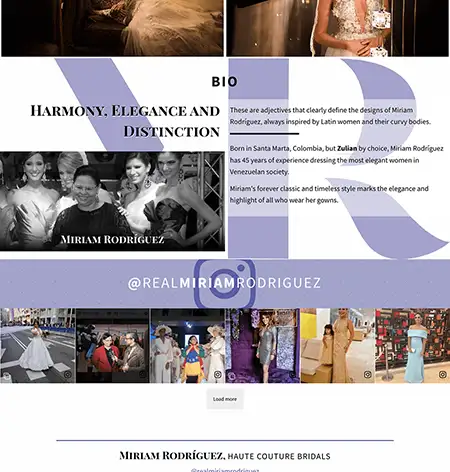 BIO
Harmony, Elegance and
Distinction
These are adjectives that clearly define the designs of Miriam
Rodríguez, always inspired by Latin women and their curvy bodies.
Born in Santa Marta, Colombia, but Zulian by choice, Miriam Rodríguez
has 45 years of experience dressing the most elegant women in
Venezuelan society.
Miriam's forever classic and timeless style marks the elegance and
highlight of all who wear her gowns.
Miriam Rodríguez
@REALMIRIAMRODRIGUEZ
Load more
Miriam Rodríguez, HAUTE COUTURE BRIDALS
@realmiriamrodriguez